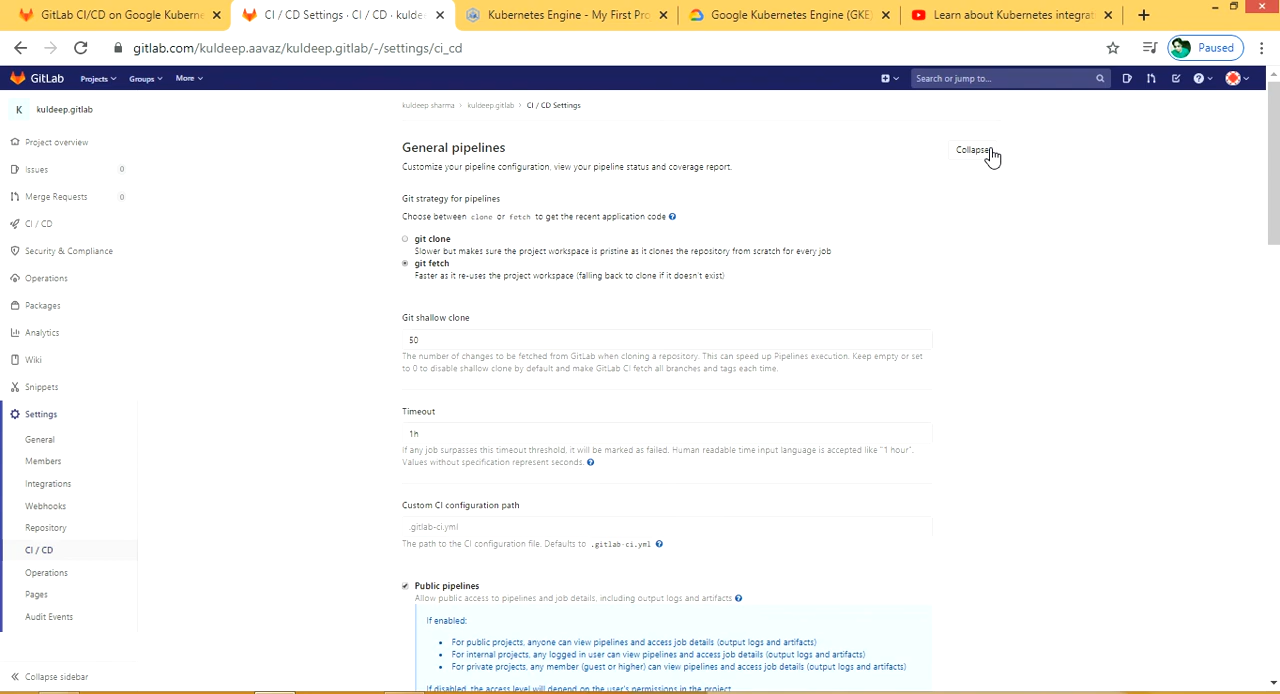 GitLab CI/CD on Google Kuberne
CI / CD Settings · CI / CD · kulde
Kubernetes Engine - My First Pro
Google Kubernetes Engine (GKE)
Learn about Kubernetes integrat
gitlab.com/kuldeep.aavaz/kuldeep.gitlab/-/settings/ci_cd
Paused
GitLab
Projects
Groups
More
Search or jump to...
K
kuldeep.gitlab
Project overview
Issues
0
Merge Requests
0
CI / CD
Security & Compliance
Operations
Packages
Analytics
Wiki
Snippets
Settings
General
Members
Integrations
Webhooks
Repository
CI / CD
Operations
Pages
Audit Events
Collapse sidebar
kuldeep sharma > kuldeep.gitlab > CI / CD Settings
General pipelines
Collapse
Customize your pipeline configuration, view your pipeline status and coverage report.
Git strategy for pipelines
Choose between clone or fetch to get the recent application code
git clone
Slower but makes sure the project workspace is pristine as it clones the repository from scratch for every job
git fetch
Faster as it re-uses the project workspace (falling back to clone if it doesn't exist)
Git shallow clone
50
The number of changes to be fetched from GitLab when cloning a repository. This can speed up Pipelines execution. Keep empty or set
to 0 to disable shallow clone by default and make GitLab CI fetch all branches and tags each time.
Timeout
1h
If any job surpasses this timeout threshold, it will be marked as failed. Human readable time input language is accepted like "1 hour".
Values without specification represent seconds.
Custom CI configuration path
.gitlab-ci.yml
The path to the CI configuration file. Defaults to .gitlab-ci.yml
Public pipelines
Allow public access to pipelines and job details, including output logs and artifacts
If enabled:
• For public projects, anyone can view pipelines and access job details (output logs and artifacts)
• For internal projects, any logged in user can view pipelines and access job details (output logs and artifacts)
• For private projects, any member (guest or higher) can view pipelines and access job details (output logs and artifacts)
If disabled, the access level will depend on the user's permissions in the project.